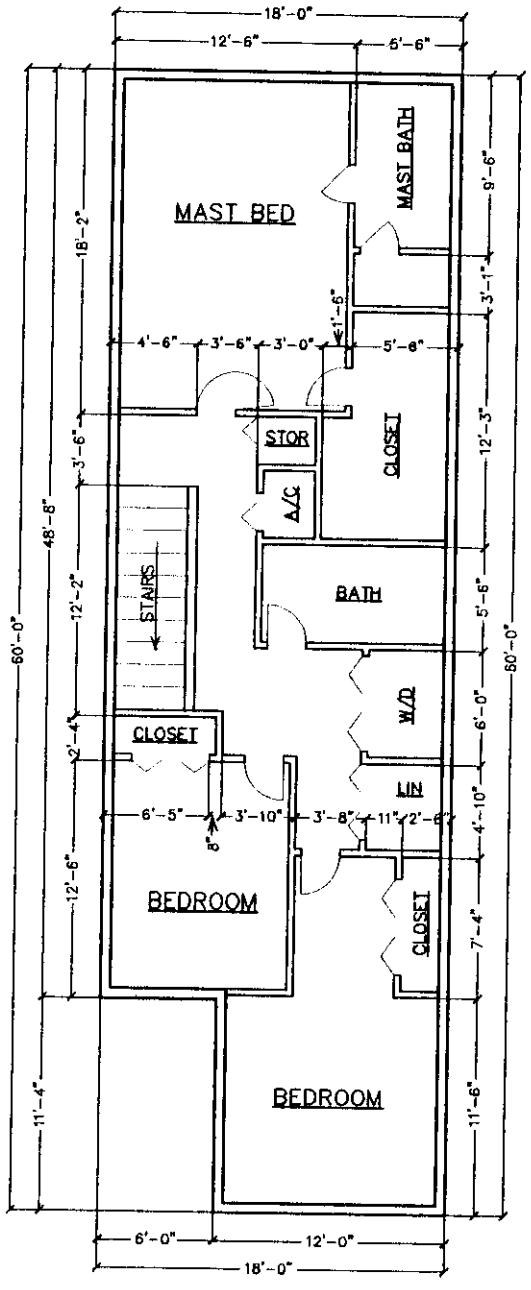 18'-0"
12'-6" 5'-6"
MAST BATH
9'-6"
MAST BED
18'-2"
3'-1"
1'-6"
4'-6" 3'-6" 3'-0" 5'-6"
STOR
CLOSET
12'-3"
3'-6"
A/C
48'-8"
STAIRS
12'-2"
BATH
5'-6"
60'-0"
60'-0"
W/D
6'-0"
CLOSET
2'-4"
LIN
4'-10"
6'-5" 8" 3'-10" 3'-8" 11" 2'-6"
12'-6"
BEDROOM
CLOSET
7'-4"
BEDROOM
11'-4"
11'-6"
6'-0" 12'-0"
18'-0"